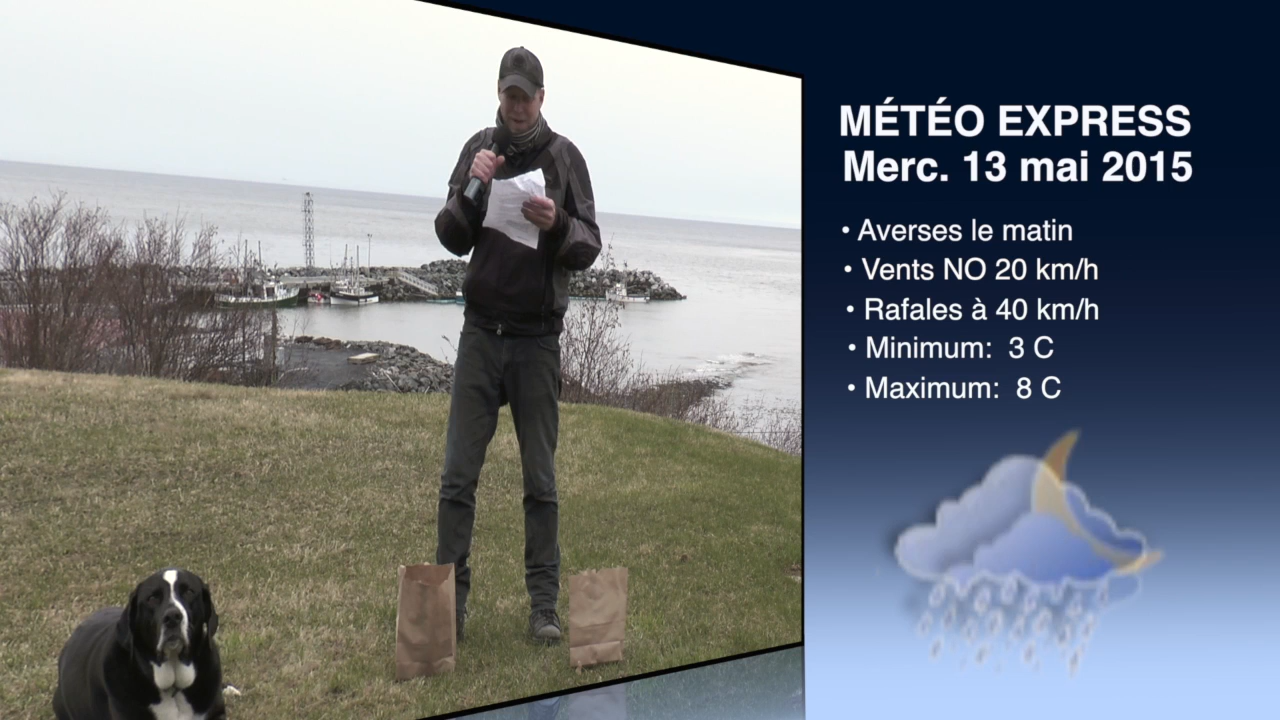 MÉTÉO EXPRESS
Merc. 13 mai 2015
• Averses le matin
• Vents NO 20 km/h
• Rafales à 40 km/h
• Minimum: 3 C
• Maximum: 8 C